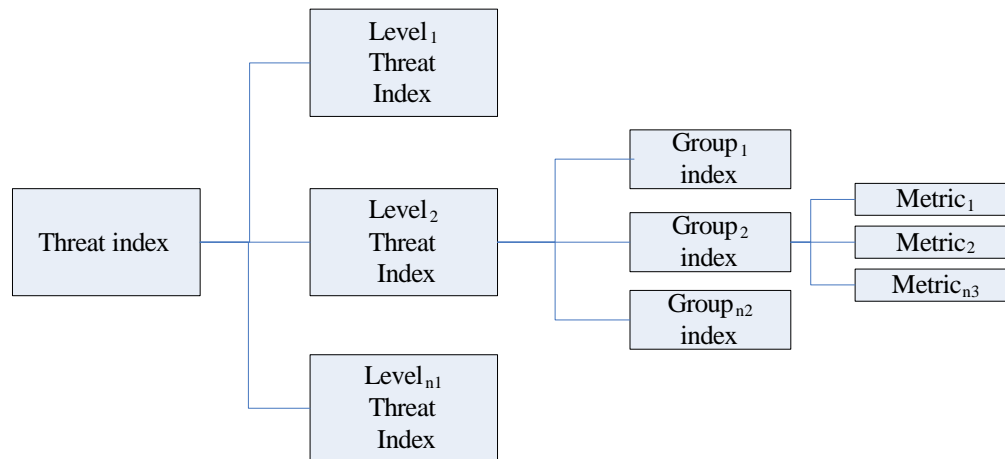 Threat index
Level₁
Threat
Index
Level₂
Threat
Index
Levelₙ₁
Threat
Index
Group₁
index
Group₂
index
Groupₙ₂
index
Metric₁
Metric₂
Metricₙ₃